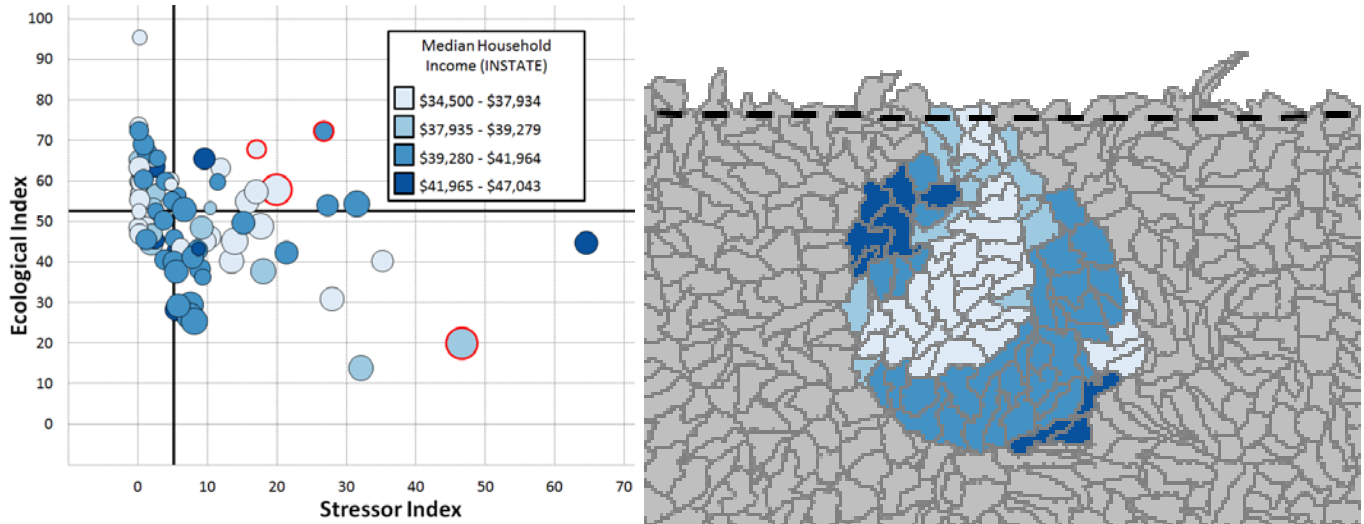 100
90
80
70
60
50
40
30
20
10
0
Ecological Index
Median Household
Income (INSTATE)
$34,500 - $37,934
$37,935 - $39,279
$39,280 - $41,964
$41,965 - $47,043
0 10 20 30 40 50 60 70
Stressor Index